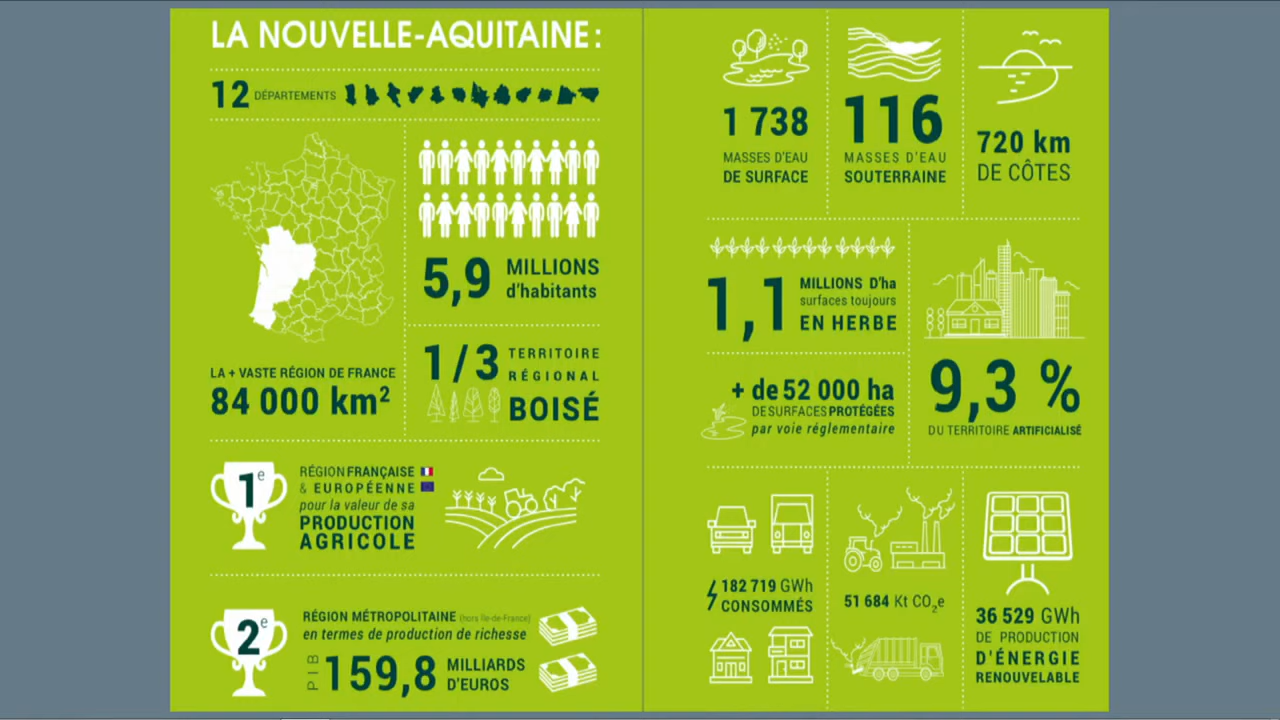 LA NOUVELLE-AQUITAINE :
12 DÉPARTEMENTS
LA + VASTE RÉGION DE FRANCE
84 000 km²
5,9 MILLIONS
d'habitants
1/3 TERRITOIRE
RÉGIONAL
BOISÉ
1e
RÉGION FRANÇAISE
& EUROPÉENNE
pour la valeur de sa
PRODUCTION
AGRICOLE
2e
RÉGION MÉTROPOLITAINE (hors Île-de-France)
en termes de production de richesse
PIB 159,8 MILLIARDS
D'EUROS
1 738
MASSES D'EAU
DE SURFACE
116
MASSES D'EAU
SOUTERRAINE
720 km
DE CÔTES
1,1 MILLIONS D'ha
surfaces toujours
EN HERBE
+ de 52 000 ha
DE SURFACES PROTÉGÉES
par voie réglementaire
9,3 %
DU TERRITOIRE ARTIFICIALISÉ
182 719 GWh
CONSOMMÉS
51 684 Kt CO₂e
36 529 GWh
DE PRODUCTION
D'ÉNERGIE
RENOUVELABLE